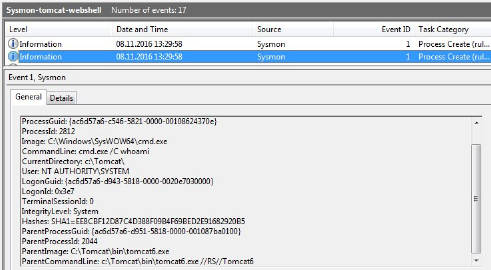 Sysmon-tomcat-webshell Number of events: 17
Level Date and Time Source Event ID Task Category
Information 08.11.2016 13:29:58 Sysmon 1 Process Create (rul...
Information 08.11.2016 13:29:58 Sysmon 1 Process Create (rul...
Event 1, Sysmon
General Details
ProcessGuid: {ac6d57a6-c546-5821-0000-00108624370e}
ProcessId: 2812
Image: C:\Windows\SysWOW64\cmd.exe
CommandLine: cmd.exe /C whoami
CurrentDirectory: c:\Tomcat\
User: NT AUTHORITY\SYSTEM
LogonGuid: {ac6d57a6-d943-5818-0000-0020e7030000}
LogonId: 0x3e7
TerminalSessionId: 0
IntegrityLevel: System
Hashes: SHA1=EE8CBF12D87C4D388F09B4F69BED2E91682920B5
ParentProcessGuid: {ac6d57a6-d951-5818-0000-001087ba0100}
ParentProcessId: 2044
ParentImage: C:\Tomcat\bin\tomcat6.exe
ParentCommandLine: c:\Tomcat\bin\tomcat6.exe //RS//Tomcat6